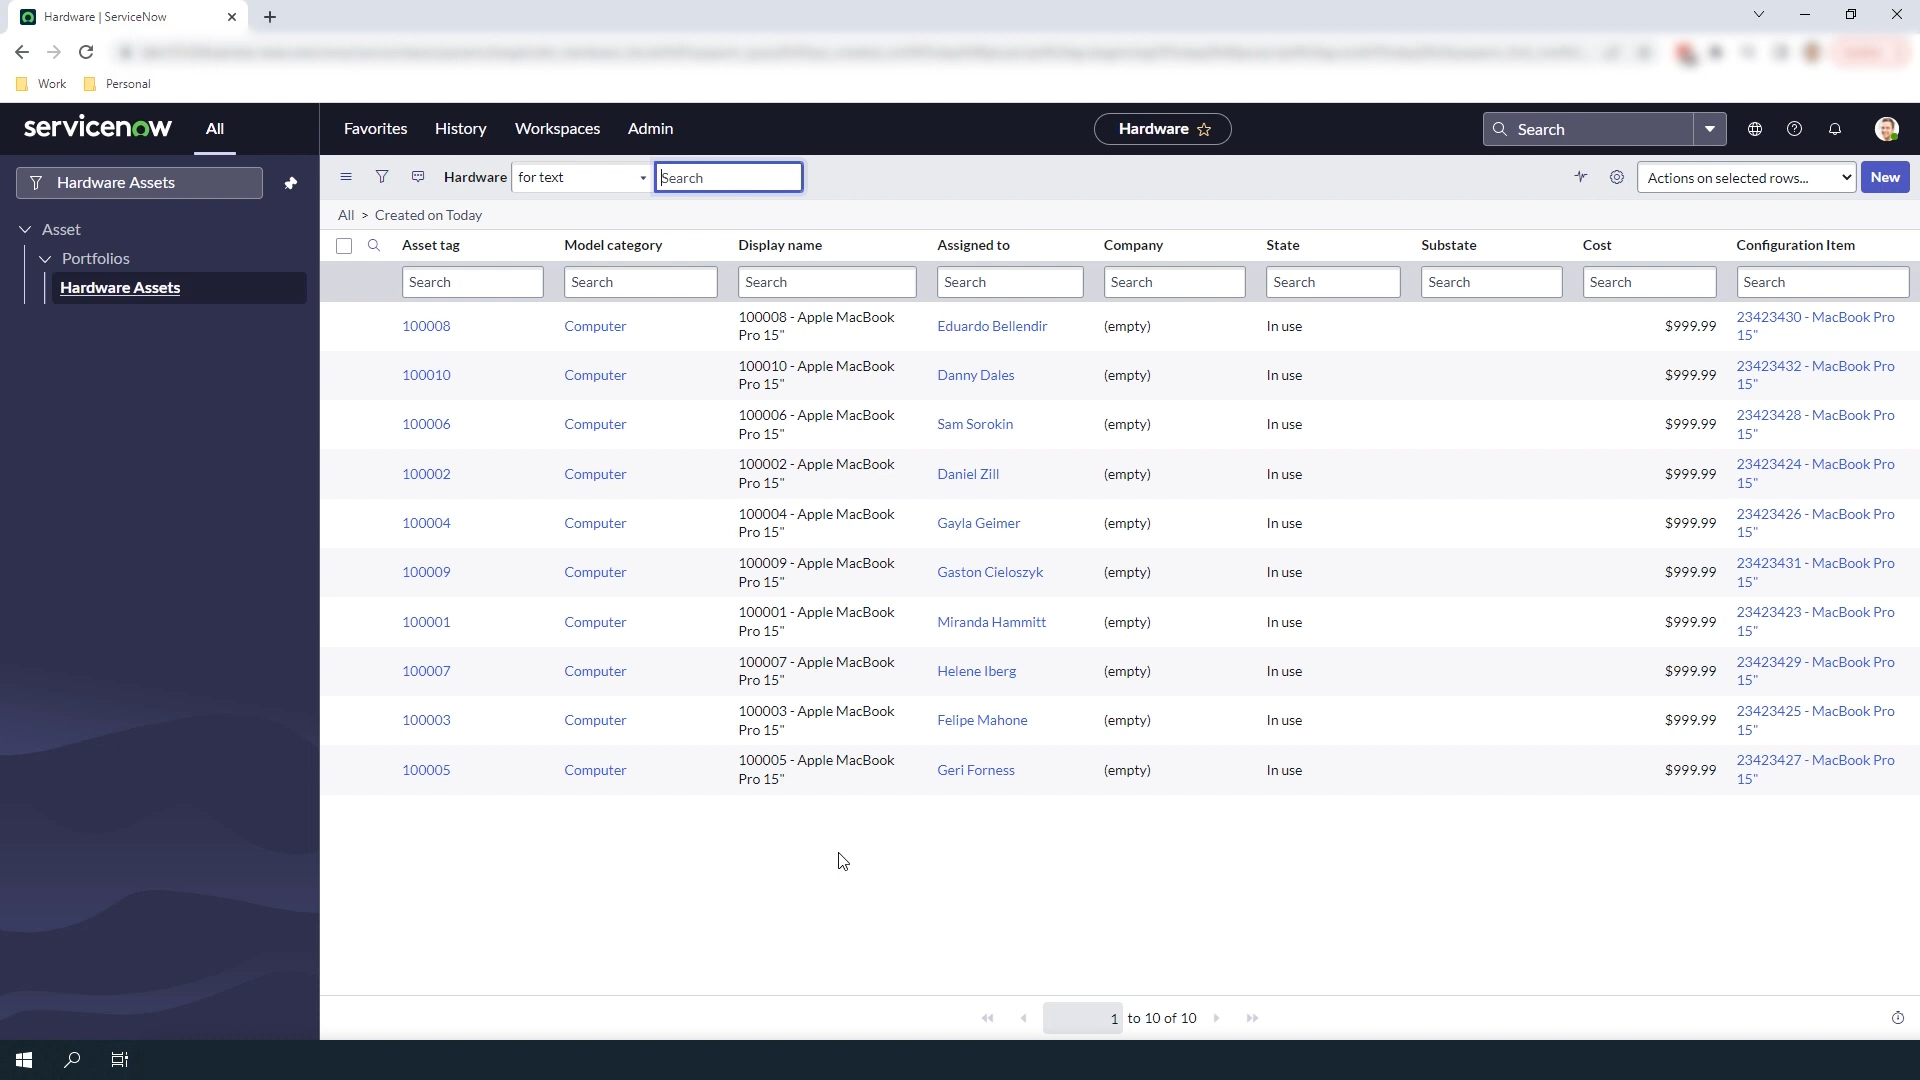 Hardware | ServiceNow
Work Personal
servicenow All Favorites History Workspaces Admin Hardware Search
Hardware Assets Hardware for text Search Actions on selected rows... New
All > Created on Today
Asset
Portfolios
Hardware Assets
Asset tag Model category Display name Assigned to Company State Substate Cost Configuration Item
Search Search Search Search Search Search Search Search Search
100008 Computer 100008 - Apple MacBook Pro 15" Eduardo Bellendir (empty) In use $999.99 23423430 - MacBook Pro 15"
100010 Computer 100010 - Apple MacBook Pro 15" Danny Dales (empty) In use $999.99 23423432 - MacBook Pro 15"
100006 Computer 100006 - Apple MacBook Pro 15" Sam Sorokin (empty) In use $999.99 23423428 - MacBook Pro 15"
100002 Computer 100002 - Apple MacBook Pro 15" Daniel Zill (empty) In use $999.99 23423424 - MacBook Pro 15"
100004 Computer 100004 - Apple MacBook Pro 15" Gayla Geimer (empty) In use $999.99 23423426 - MacBook Pro 15"
100009 Computer 100009 - Apple MacBook Pro 15" Gaston Cieloszyk (empty) In use $999.99 23423431 - MacBook Pro 15"
100001 Computer 100001 - Apple MacBook Pro 15" Miranda Hammitt (empty) In use $999.99 23423423 - MacBook Pro 15"
100007 Computer 100007 - Apple MacBook Pro 15" Helene Iberg (empty) In use $999.99 23423429 - MacBook Pro 15"
100003 Computer 100003 - Apple MacBook Pro 15" Felipe Mahone (empty) In use $999.99 23423425 - MacBook Pro 15"
100005 Computer 100005 - Apple MacBook Pro 15" Geri Forness (empty) In use $999.99 23423427 - MacBook Pro 15"
1 to 10 of 10